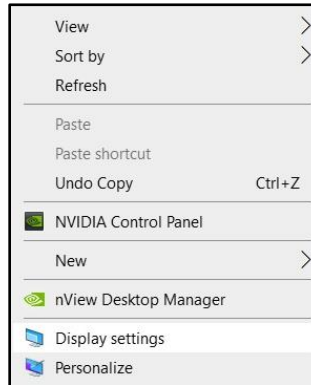 View
Sort by
Refresh
Paste
Paste shortcut
Undo Copy Ctrl+Z
NVIDIA Control Panel
New
nView Desktop Manager
Display settings
Personalize